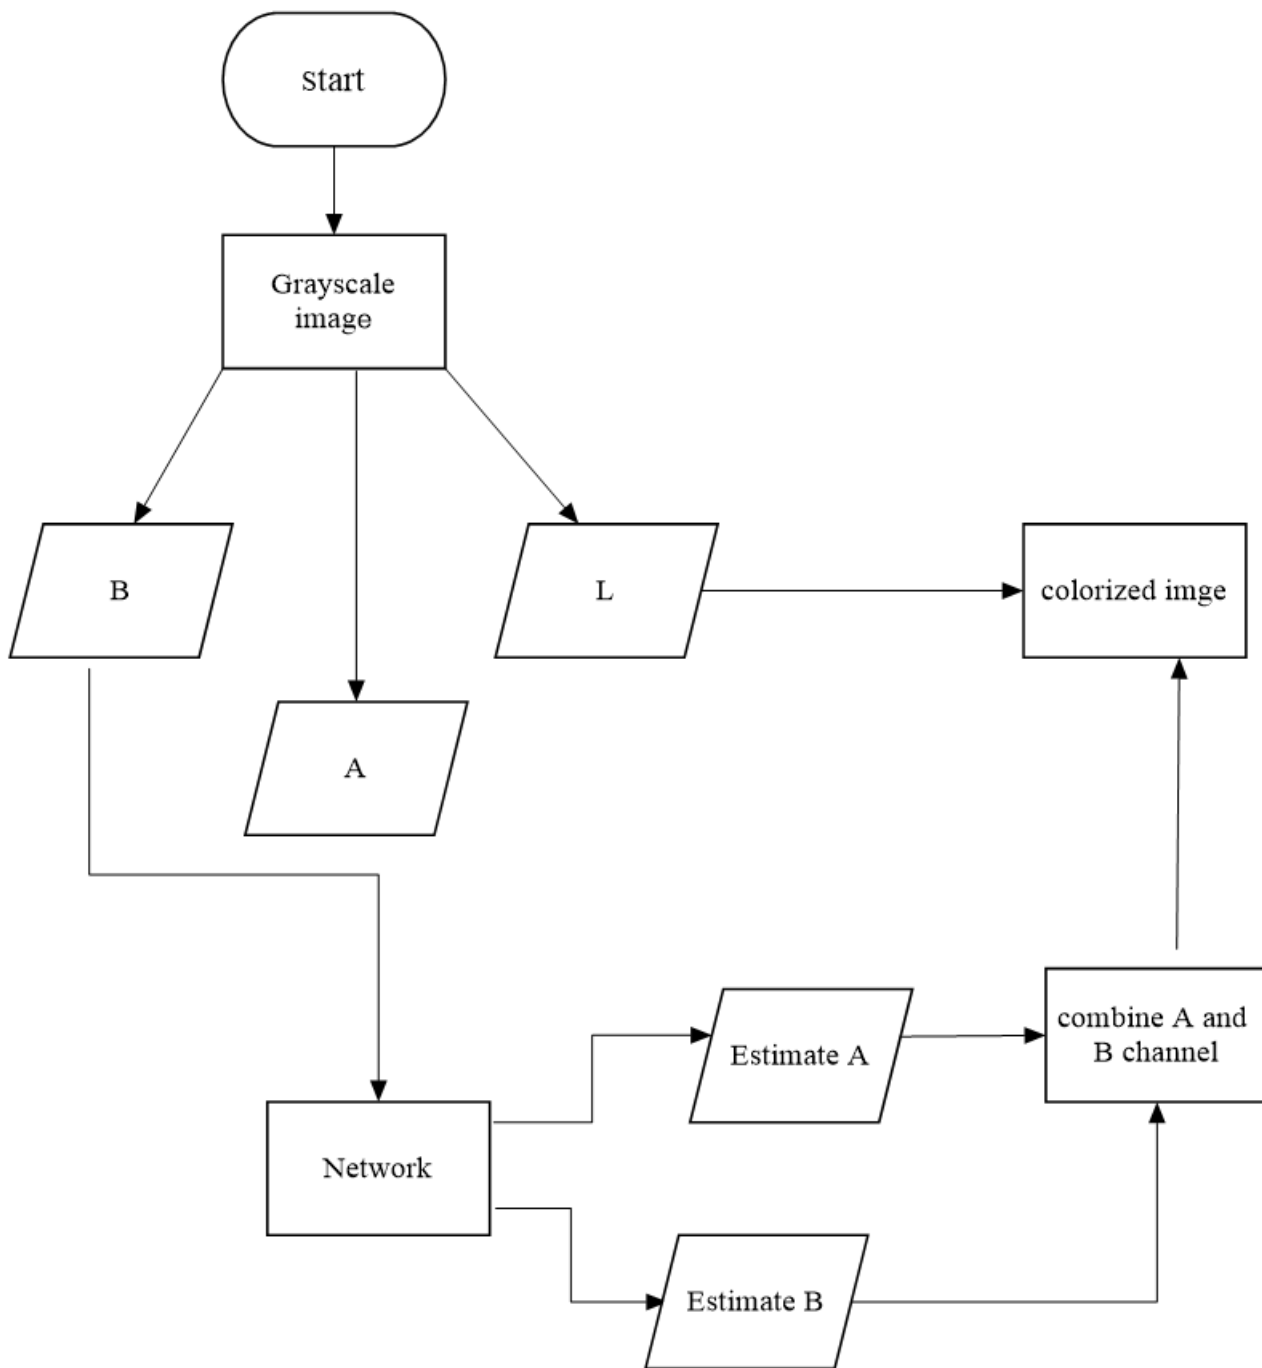 Start
Grayscale
image
B
L
colorized imge
A
Estimate A
combine A and
B channel
Network
Estimate B